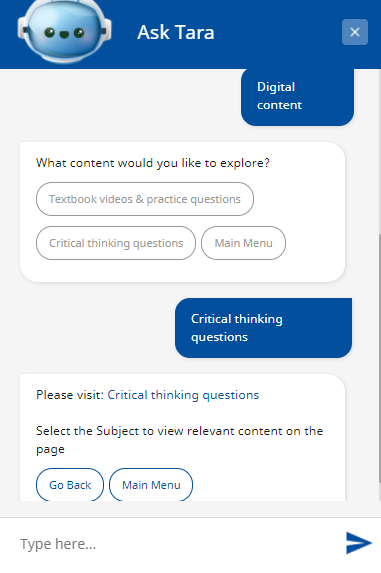 Ask Tara
Digital
content
What content would you like to explore?
Textbook videos & practice questions
Critical thinking questions
Main Menu
Critical thinking
questions
Please visit: Critical thinking questions
Select the Subject to view relevant content on the
page
Go Back
Main Menu
Type here...